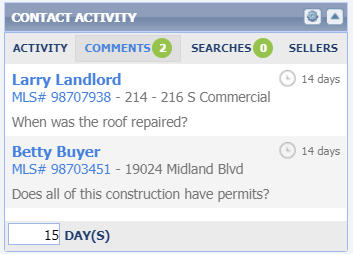 CONTACT ACTIVITY
ACTIVITY COMMENTS 2 SEARCHES 0 SELLERS
Larry Landlord 14 days
MLS# 98707938 - 214 - 216 S Commercial
When was the roof repaired?
Betty Buyer 14 days
MLS# 98703451 - 19024 Midland Blvd
Does all of this construction have permits?
15 DAY(S)